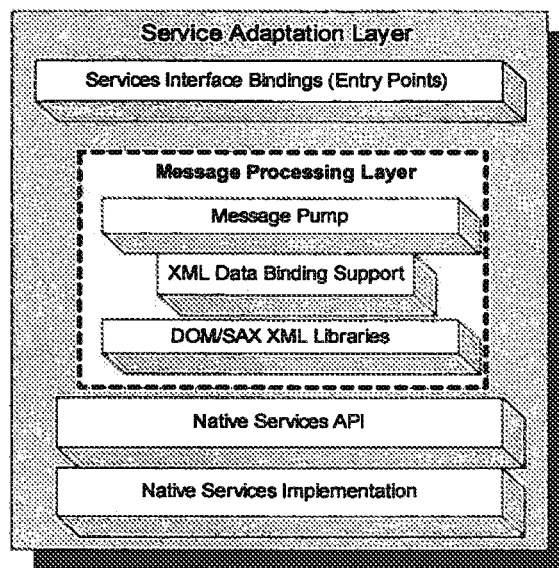 Service Adaptation Layer
Services Interface Bindings (Entry Points)
Message Processing Layer
Message Pump
XML Data Binding Support
DOM/SAX XML Libraries
Native Services API
Native Services Implementation